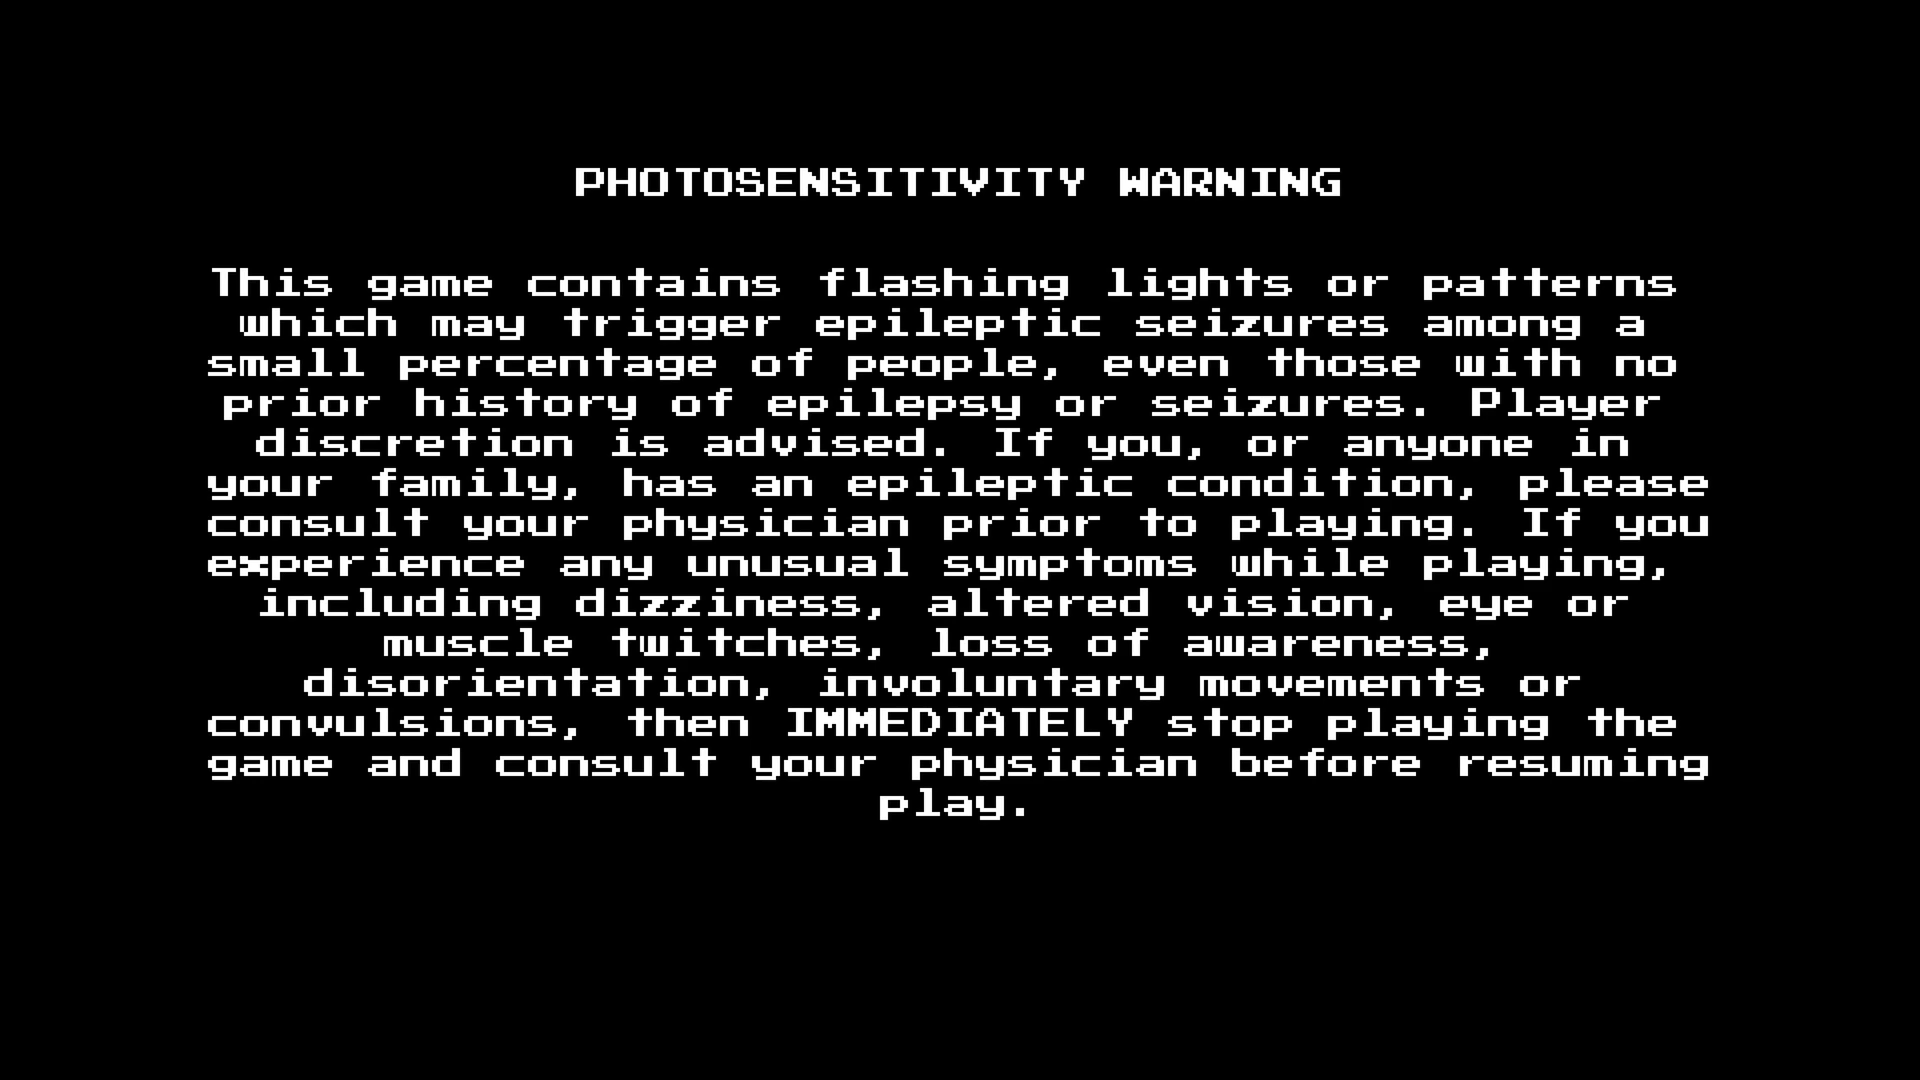 PHOTOSENSITIVITY WARNING
This game contains flashing lights or patterns
which may trigger epileptic seizures among a
small percentage of people, even those with no
prior history of epilepsy or seizures. Player
discretion is advised. If you, or anyone in
your family, has an epileptic condition, please
consult your physician prior to playing. If you
experience any unusual symptoms while playing,
including dizziness, altered vision, eye or
muscle twitches, loss of awareness,
disorientation, involuntary movements or
convulsions, then IMMEDIATELY stop playing the
game and consult your physician before resuming
play.